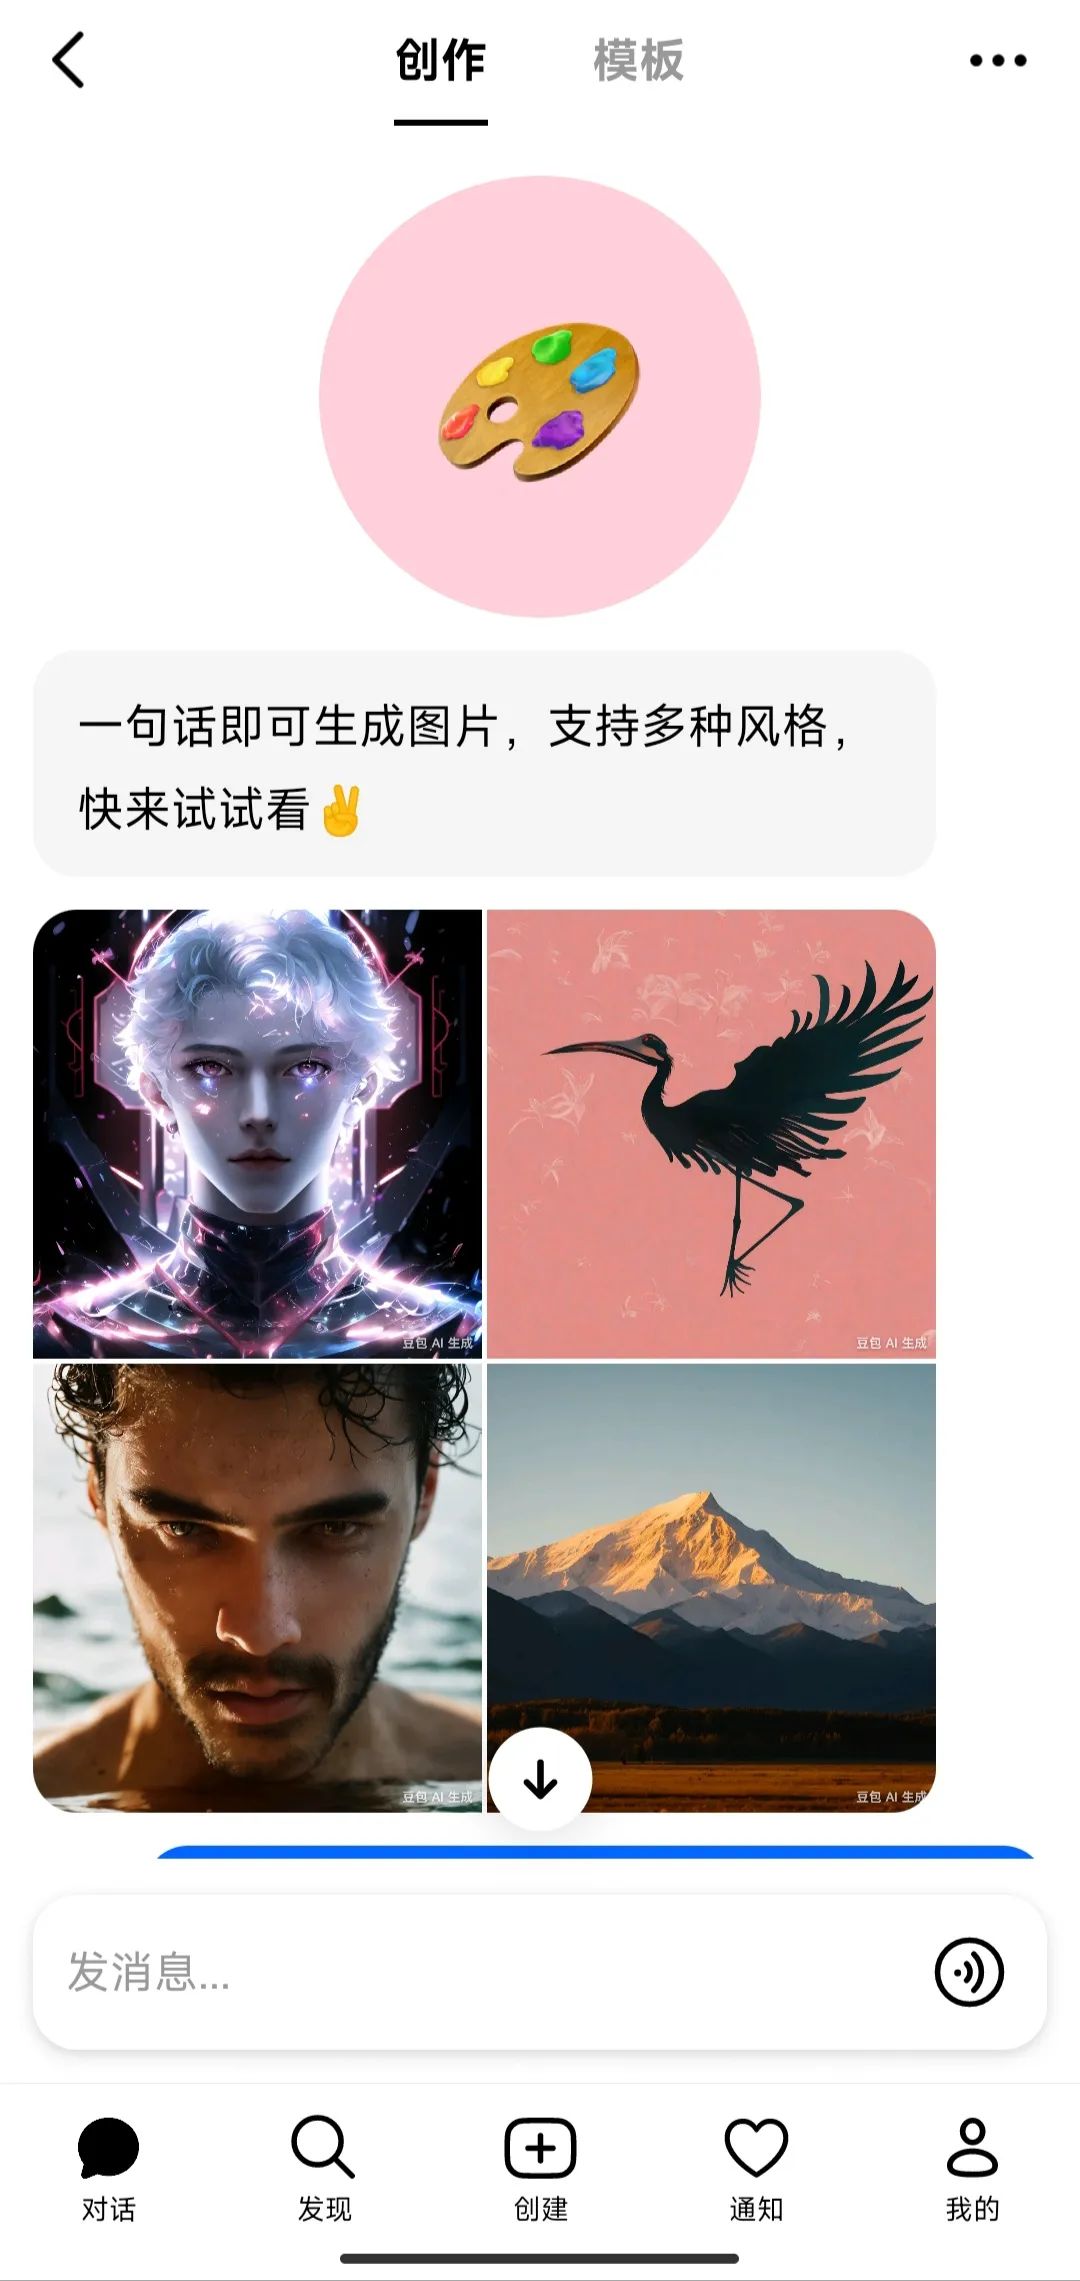 创作
模板
一句话即可生成图片，支持多种风格，
快来试试看✌
豆包 AI 生成
豆包 AI 生成
豆包 AI 生成
豆包 AI 生成
发消息...
对话
发现
创建
通知
我的